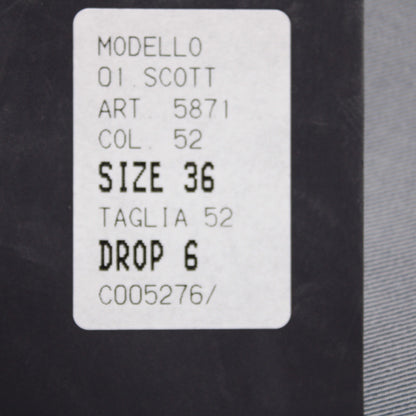 MODELLO
01 SCOTT
ART. 5871
COL. 52
SIZE 36
TAGLIA 52
DROP 6
C005276/